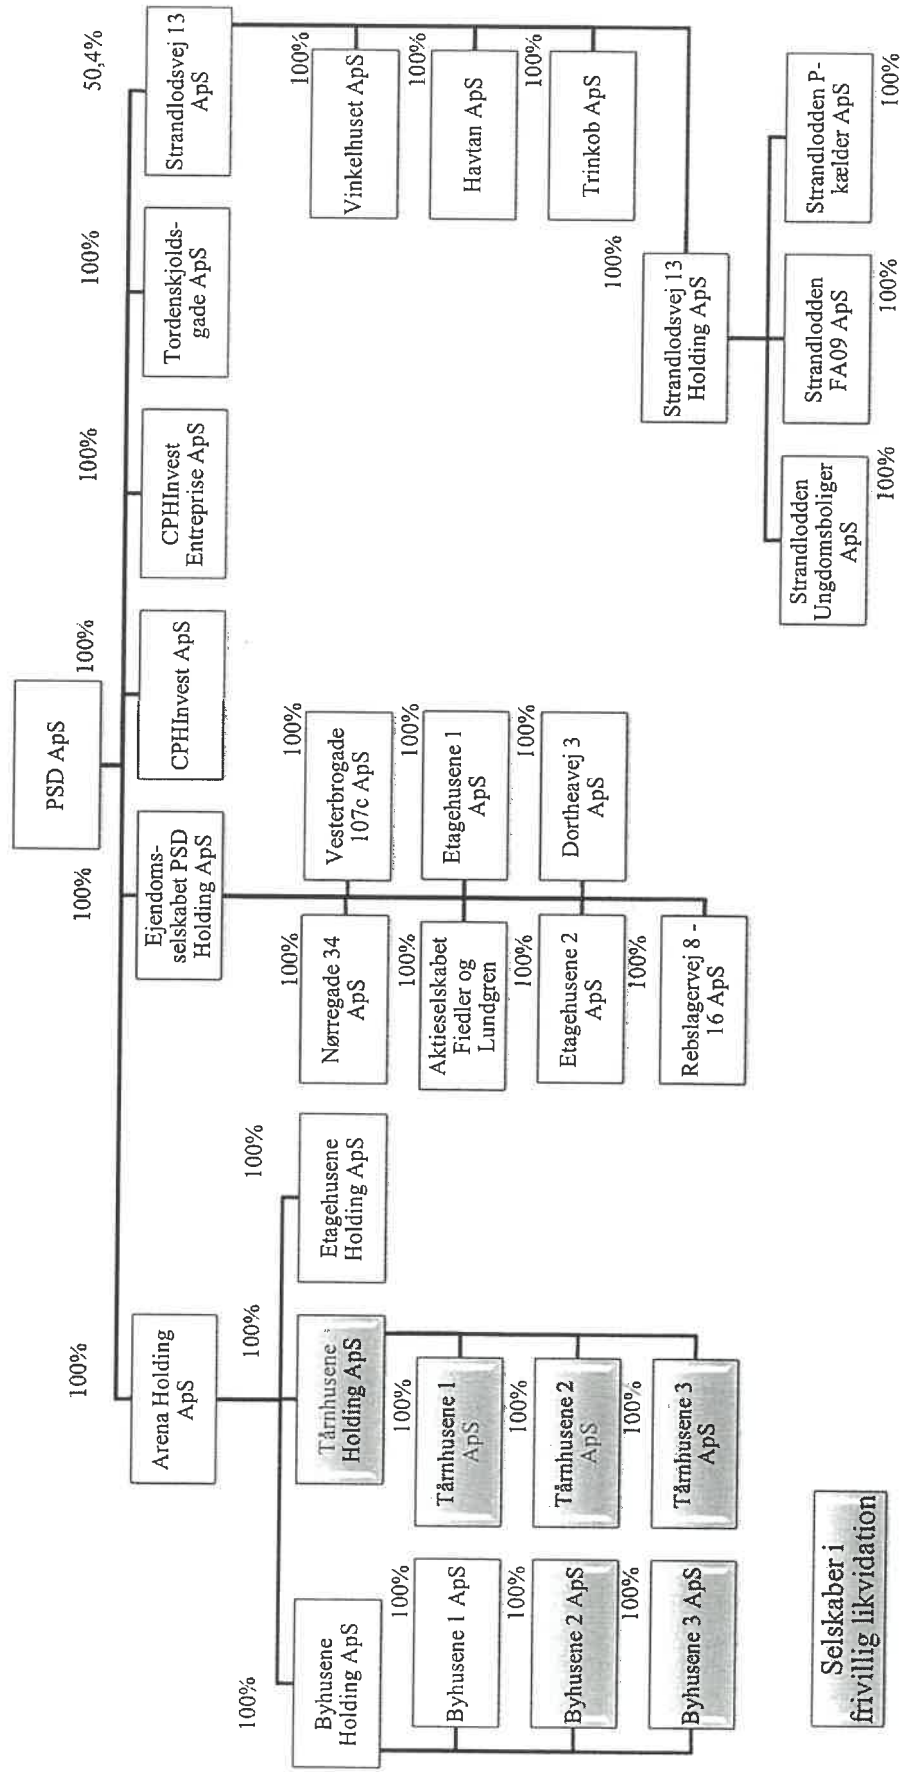 PSD ApS
100%
Arena Holding
ApS
100%
Ejendoms-
selskabet PSD
Holding ApS
100%
CPHInvest ApS
100%
CPHInvest
Entreprise ApS
100%
Tordenskjolds-
gade ApS
50,4%
Strandlodsvej 13
ApS
100%
Byhusene
Holding ApS
100%
Tårnhusene
Holding ApS
100%
Etagehusene
Holding ApS
100%
Byhusene 1 ApS
100%
Byhusene 2 ApS
100%
Byhusene 3 ApS
100%
Tårnhusene 1
ApS
100%
Tårnhusene 2
ApS
100%
Tårnhusene 3
ApS
100%
Nørregade 34
ApS
100%
Vesterbrogade
107c ApS
100%
Aktieselskabet
Fiedler og
Lundgren
100%
Etagehusene 1
ApS
100%
Etagehusene 2
ApS
100%
Dortheavej 3
ApS
100%
Rebslagervej 8 -
16 ApS
100%
Vinkelhuset ApS
100%
Havtan ApS
100%
Trinkob ApS
100%
Strandlodsvej 13
Holding ApS
Strandlodden
Ungdomsboliger
ApS
100%
Strandlodden
FA09 ApS
100%
Strandlodden P-
kælder ApS
100%
Selskaber i
frivillig likvidation